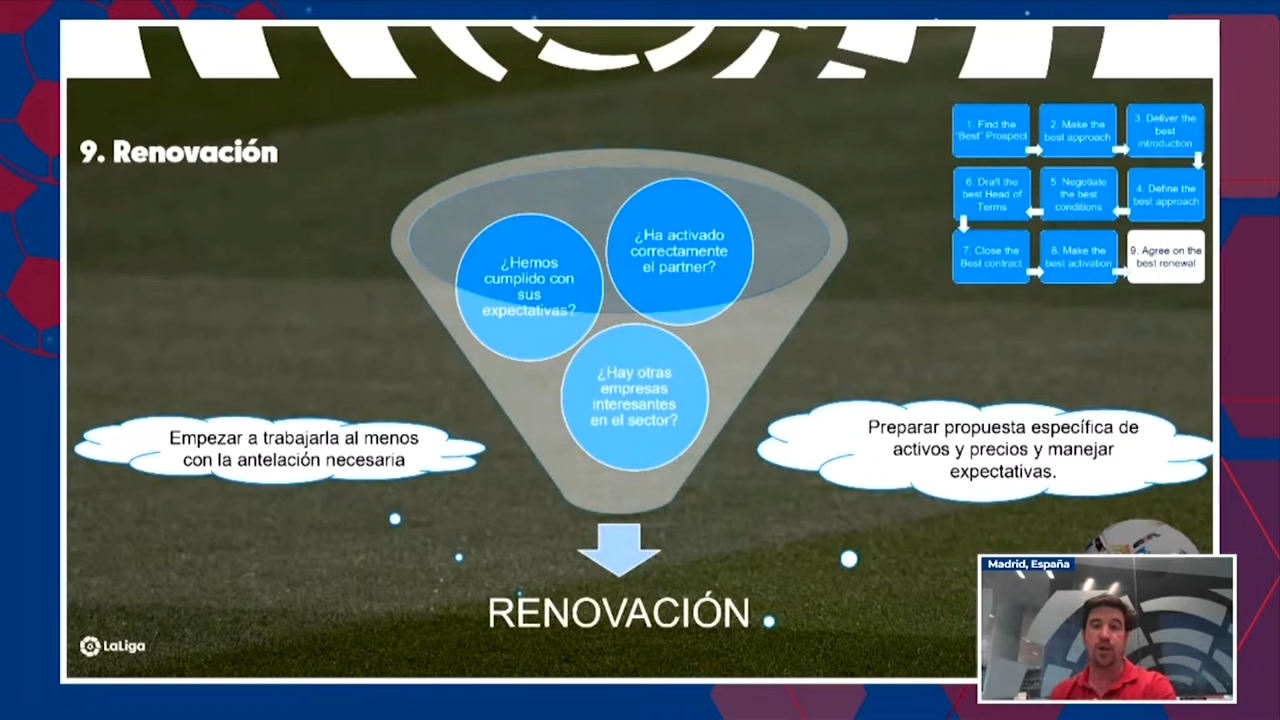 9. Renovación
1. Find the
"Best" Prospect
2. Make the
best approach
3. Deliver the
best
introduction
6. Draft the
best Head of
Terms
5. Negotiate
the best
conditions
4. Define the
best approach
7. Close the
Best contract
8. Make the
best activation
9. Agree on the
best renewal
¿Hemos
cumplido con
sus
expectativas?
¿Ha activado
correctamente
el partner?
¿Hay otras
empresas
interesantes
en el sector?
Empezar a trabajarla al menos
con la antelación necesaria
Preparar propuesta específica de
activos y precios y manejar
expectativas.
RENOVACIÓN
LaLiga
Madrid, España